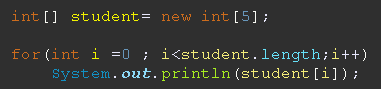 int[] student= new int[5];
for(int i =0 ; i<student.length;i++)
System.out.println(student[i]);